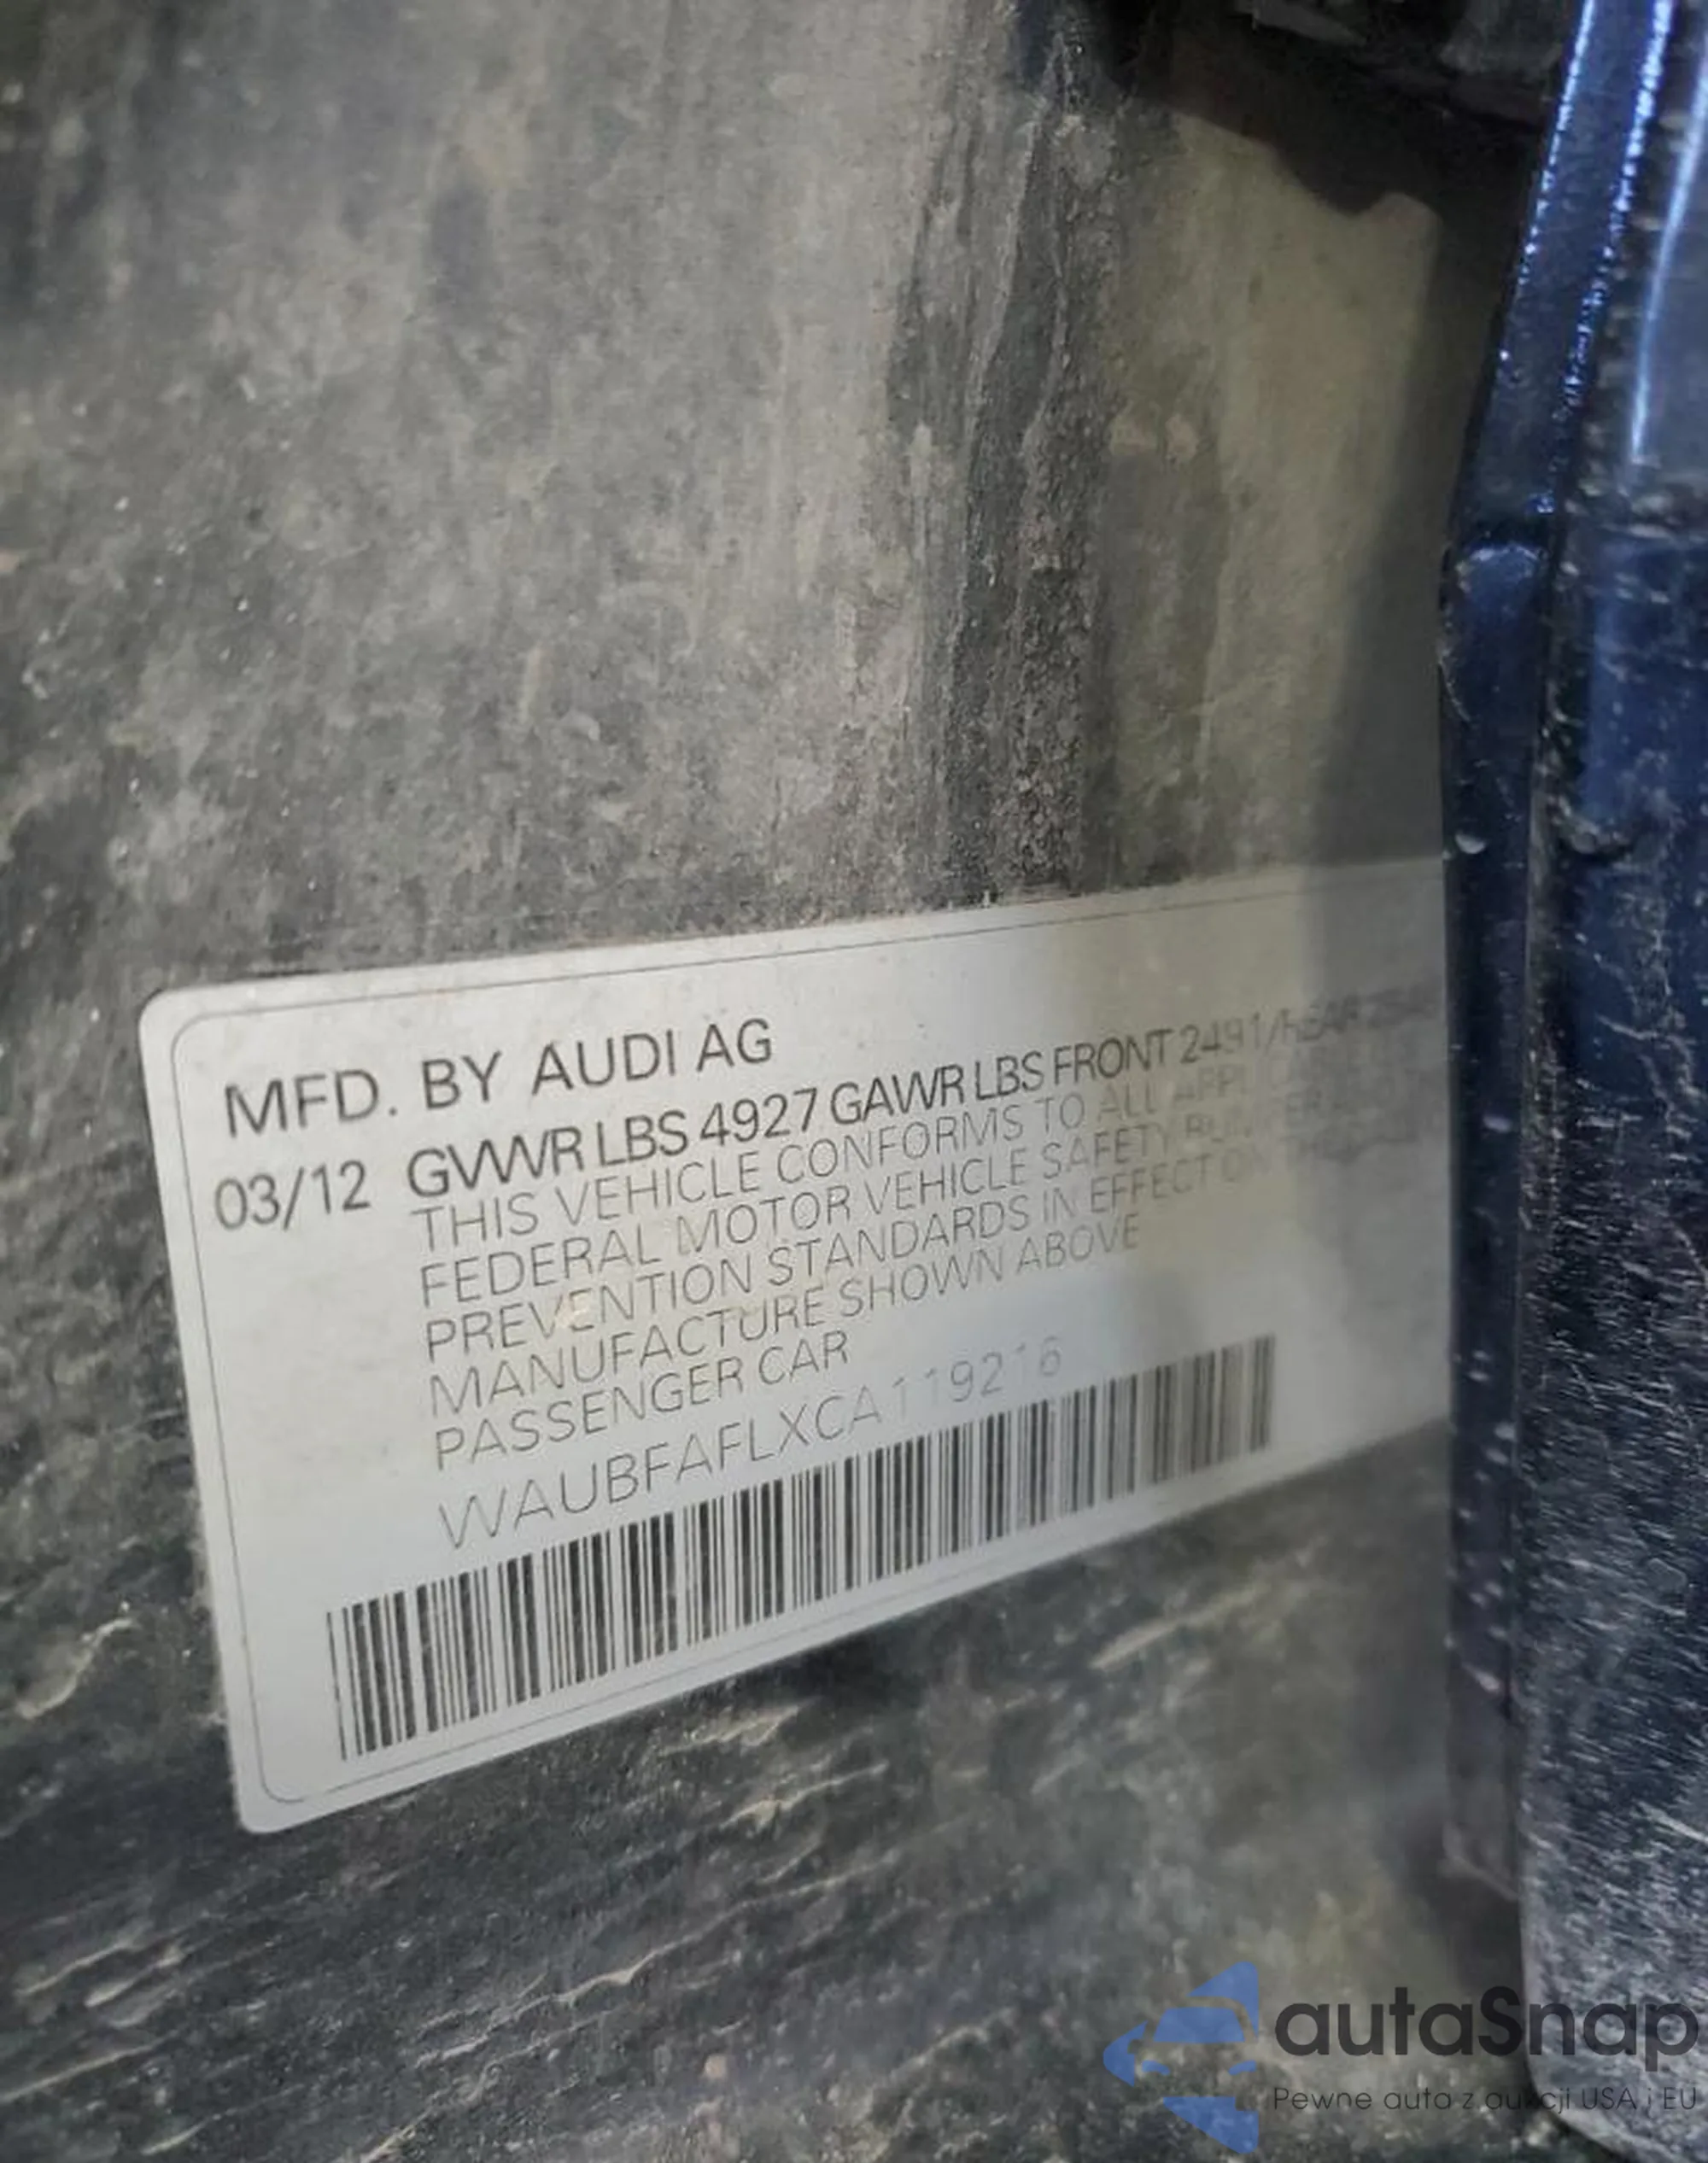 MFD. BY AUDI AG
03/12 GVWR LBS 4927 GAWR LBS FRONT 2491/REAR
THIS VEHICLE CONFORMS TO ALL
FEDERAL MOTOR VEHICLE SAFETY
PREVENTION STANDARDS IN EFFECT ON
MANUFACTURE SHOWN ABOVE
PASSENGER CAR
WAUBFAFLXCA119216
autaSnap
Pewne auta z aukcji USA i EU